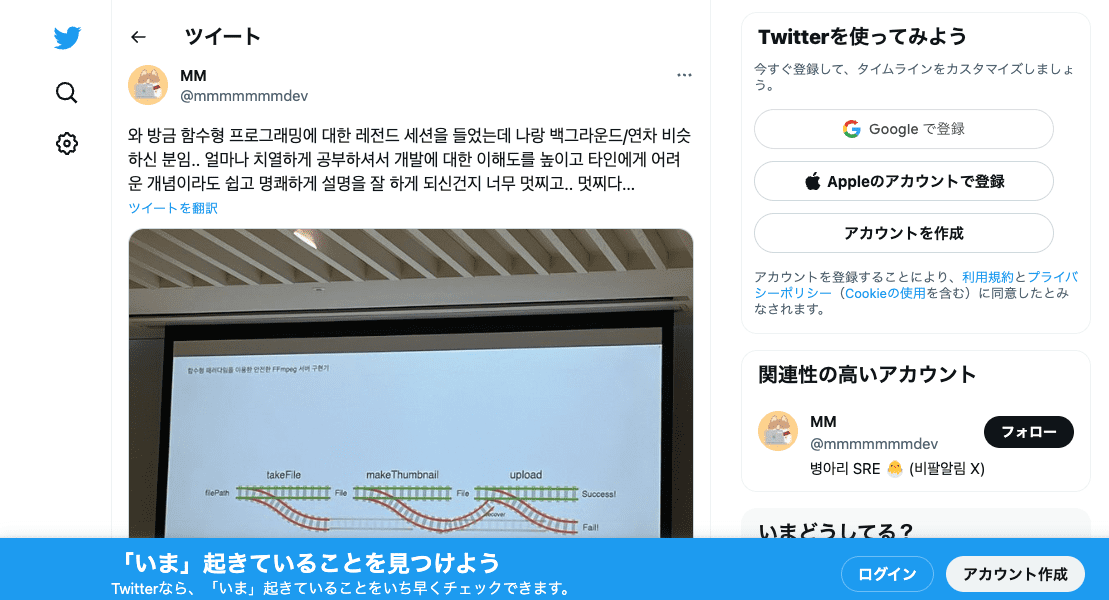 ツイート
MM
@mmmmmmmdev
와 방금 함수형 프로그래밍에 대한 레전드 세션을 들었는데 나랑 백그라운드/연차 비슷
하신 분임.. 얼마나 치열하게 공부하셔서 개발에 대한 이해도를 높이고 타인에게 어려
운 개념이라도 쉽고 명쾌하게 설명을 잘 하게 되신건지 너무 멋찌고.. 멋찌다...
ツイートを翻訳
함수형 패러다임을 이용한 안전한 FFmpeg 서버 구현기
takeFile
makeThumbnail
upload
filePath
File
File
Success!
recover
Fail!
Twitterを使ってみよう
今すぐ登録して、タイムラインをカスタマイズしましょ
う。
Google で登録
Appleのアカウントで登録
アカウントを作成
アカウントを登録することにより、利用規約とプライバ
シーポリシー（Cookieの使用を含む）に同意したとみ
なされます。
関連性の高いアカウント
MM
@mmmmmmmdev
フォロー
병아리 SRE 🐣 (비팔알림 X)
いまどうしてる？
「いま」起きていることを見つけよう
Twitterなら、「いま」起きていることをいち早くチェックできます。
ログイン
アカウント作成